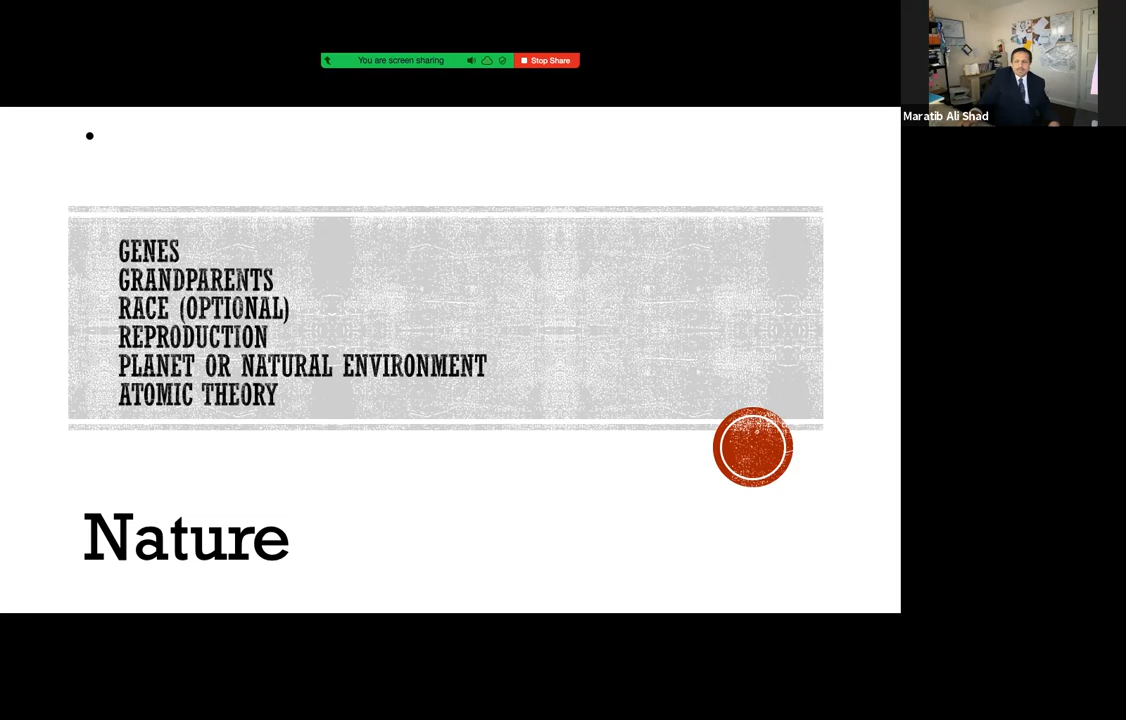 You are screen sharing Stop Share
Maratib Ali Shad
•
GENES
GRANDPARENTS
RACE (OPTIONAL)
REPRODUCTION
PLANET OR NATURAL ENVIRONMENT
ATOMIC THEORY
Nature